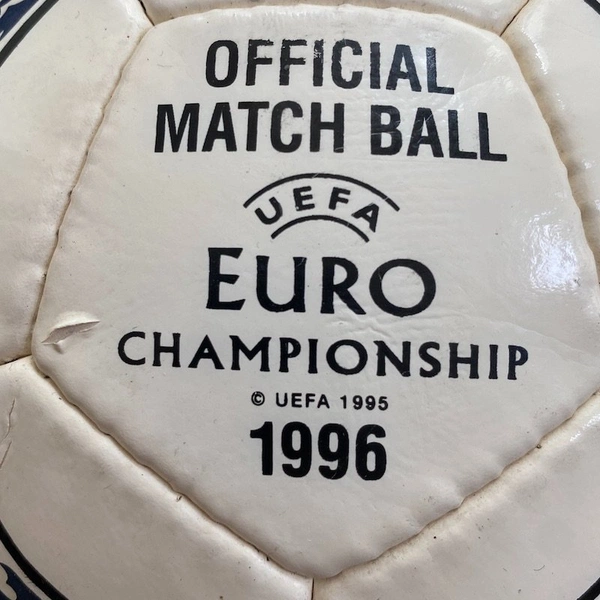 OFFICIAL
MATCH BALL
UEFA
EURO
CHAMPIONSHIP
© UEFA 1995
1996